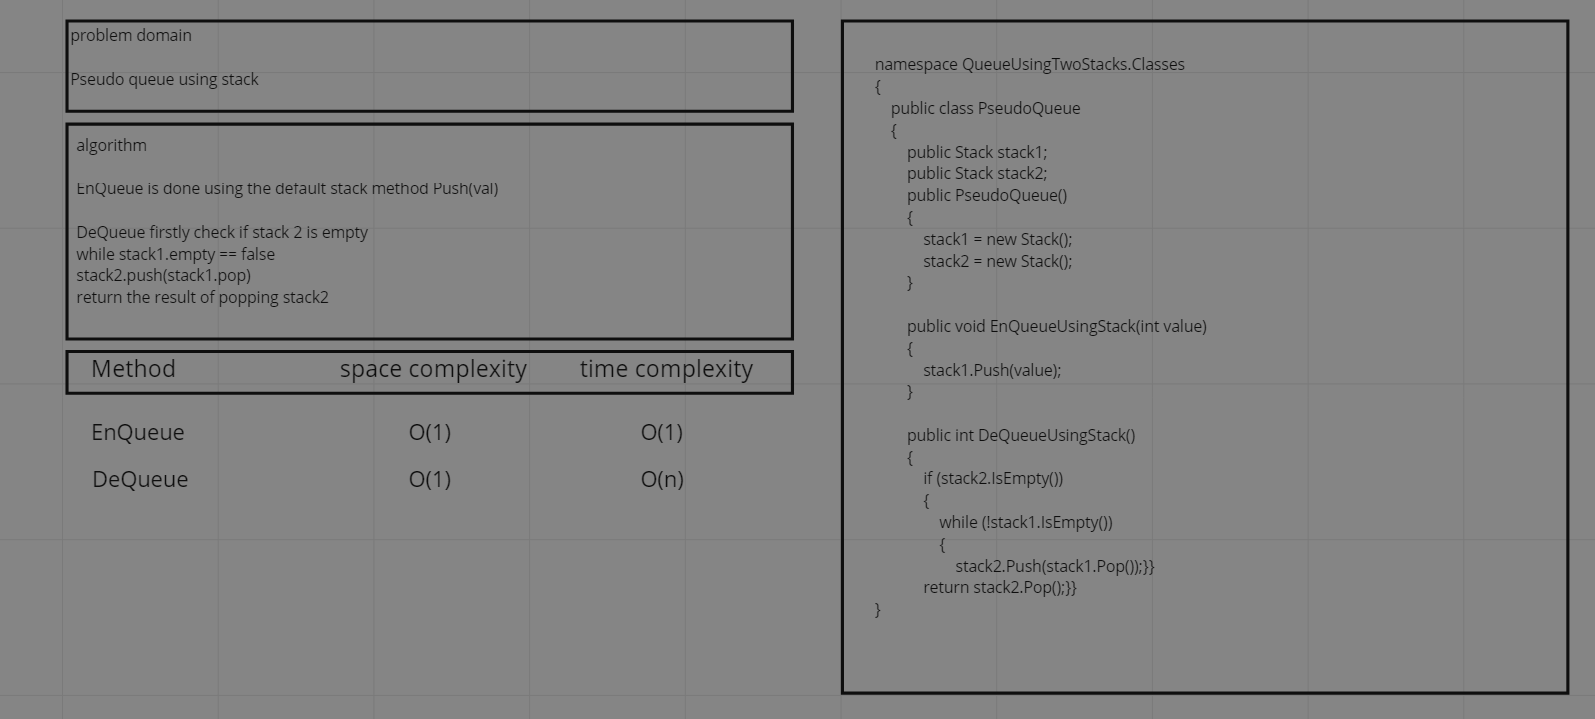 problem domain
Pseudo queue using stack
algorithm
EnQueue is done using the default stack method Push(val)
DeQueue firstly check if stack 2 is empty
while stack1.empty == false
stack2.push(stack1.pop)
return the result of popping stack2
Method space complexity time complexity
EnQueue O(1) O(1)
DeQueue O(1) O(n)
namespace QueueUsingTwoStacks.Classes
{
public class PseudoQueue
{
public Stack stack1;
public Stack stack2;
public PseudoQueue()
{
stack1 = new Stack();
stack2 = new Stack();
}
public void EnQueueUsingStack(int value)
{
stack1.Push(value);
}
public int DeQueueUsingStack()
{
if (stack2.IsEmpty())
{
while (!stack1.IsEmpty())
{
stack2.Push(stack1.Pop());}}
return stack2.Pop();}}
}